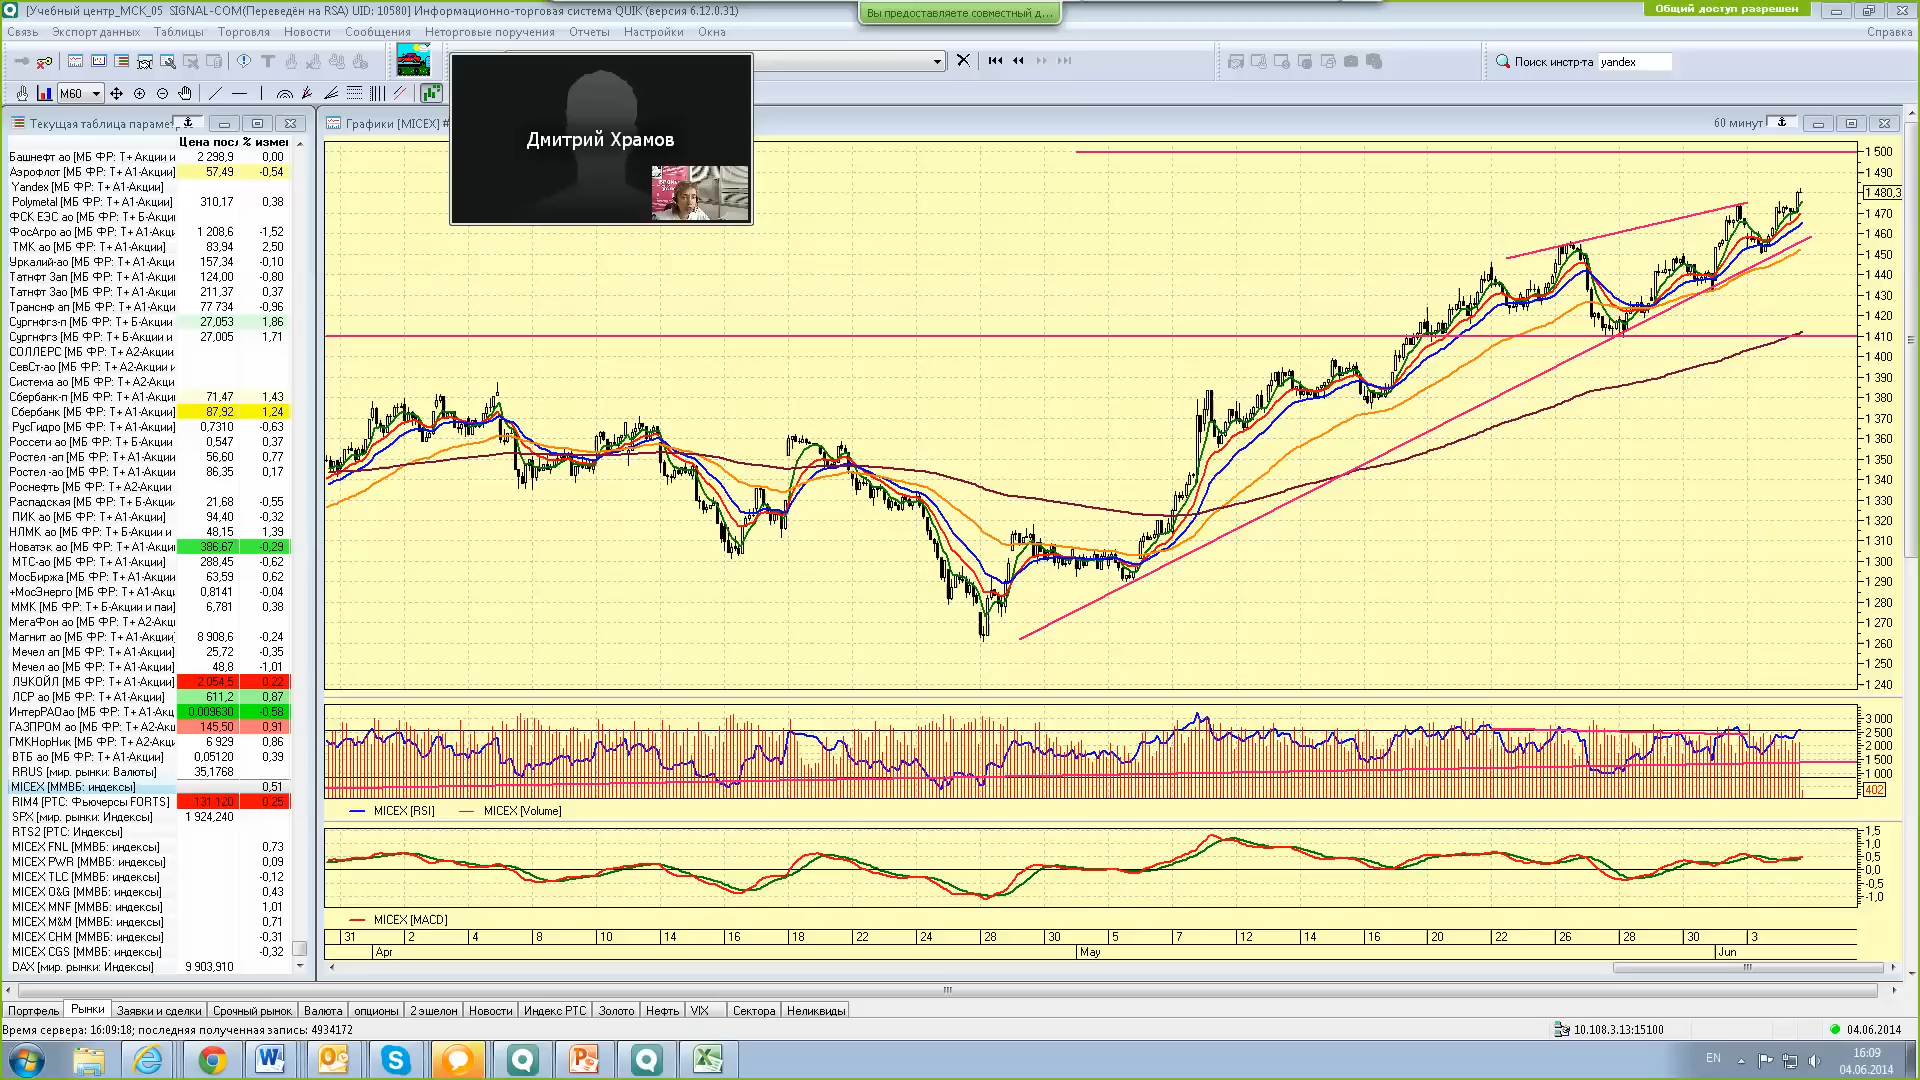 [Учебный центр_МСК_05 SIGNAL-COM(Переведён на RSA) UID: 10580] Информационно-торговая система QUIK (версия 6.12.0.31)
Вы предоставляете совместный д...
Общий доступ разрешен
Связь Экспорт данных Таблицы Торговля Новости Сообщения Неторговые поручения Отчеты Настройки Окна Справка
Поиск инстр-та yandex
M60
Текущая таблица параме
Графики [MICEX] #
60 минут
Дмитрий Храмов
Цена посл % измен
Башнефт ао [МБ ФР: Т+ Акции и 2 298,9 0,00
Аэрофлот [МБ ФР: Т+ А1-Акции] 57,49 -0,54
Yandex [МБ ФР: Т+ А1-Акции]
Polymetal [МБ ФР: Т+ А1-Акции] 310,17 0,38
ФСК ЕЭС ао [МБ ФР: Т+ Б-Акции
ФосАгро ао [МБ ФР: Т+ А1-Акци 1 208,6 -1,52
ТМК ао [МБ ФР: Т+ А1-Акции] 83,94 2,50
Уркалий-ао [МБ ФР: Т+ А1-Акци 157,34 -0,10
Татнфт 3ап [МБ ФР: Т+ А1-Акци 124,00 -0,80
Татнфт 3ао [МБ ФР: Т+ А1-Акци 211,37 0,37
Транснф ап [МБ ФР: Т+ А1-Акци 77 734 -0,96
Сургнфгз-п [МБ ФР: Т+ Б-Акции 27,053 1,86
Сургнфгз [МБ ФР: Т+ Б-Акции и 27,005 1,71
СОЛЛЕРС [МБ ФР: Т+ А2-Акции
СевСт-ао [МБ ФР: Т+ А2-Акции
Система ао [МБ ФР: Т+ А2-Акци
Сбербанк-п [МБ ФР: Т+ А1-Акци 71,47 1,43
Сбербанк [МБ ФР: Т+ А1-Акции] 87,92 1,24
РусГидро [МБ ФР: Т+ А1-Акции] 0,7310 -0,63
Россети ао [МБ ФР: Т+ Б-Акции 0,547 0,37
Ростел -ап [МБ ФР: Т+ А1-Акци 56,60 0,77
Ростел -ао [МБ ФР: Т+ А1-Акци 86,35 0,17
Роснефть [МБ ФР: Т+ А2-Акции
Распадская [МБ ФР: Т+ Б-Акции 21,68 -0,55
ПИК ао [МБ ФР: Т+ А1-Акции] 94,40 -0,32
НЛМК ао [МБ ФР: Т+ Б-Акции и 48,15 1,39
Новатэк ао [МБ ФР: Т+ А1-Акци 386,67 -0,29
МТС-ао [МБ ФР: Т+ А1-Акции] 288,45 -0,62
МосБиржа [МБ ФР: Т+ А1-Акции] 63,59 0,62
+МосЭнерго [МБ ФР: Т+ А1-Акци 0,8141 -0,04
ММК [МБ ФР: Т+ Б-Акции и паи] 6,781 0,38
МегаФон ао [МБ ФР: Т+ А2-Акци
Магнит ао [МБ ФР: Т+ А1-Акции] 8 908,6 -0,24
Мечел ап [МБ ФР: Т+ А1-Акции] 25,72 -0,35
Мечел ао [МБ ФР: Т+ А1-Акции] 48,8 -1,01
ЛУКОЙЛ [МБ ФР: Т+ А1-Акции] 2 054,5 0,22
ЛСР ао [МБ ФР: Т+ А1-Акции] 611,2 0,87
ИнтерРАОао [МБ ФР: Т+ А1-Акц 0,009630 -0,58
ГАЗПРОМ ао [МБ ФР: Т+ А2-Акц 145,50 0,91
ГМКНорНик [МБ ФР: Т+ А2-Акци 6 929 0,86
ВТБ ао [МБ ФР: Т+ А1-Акции] 0,05120 0,39
RRUS [мир. рынки: Валюты] 35,1768
MICEX [ММВБ: индексы] 0,51
RIM4 [РТС: Фьючерсы FORTS] 131 120 0,25
SPX [мир. рынки: Индексы] 1 924,240
RTS2 [РТС: Индексы]
MICEX FNL [ММВБ: индексы] 0,73
MICEX PWR [ММВБ: индексы] 0,09
MICEX TLC [ММВБ: индексы] -0,12
MICEX O&G [ММВБ: индексы] 0,43
MICEX MNF [ММВБ: индексы] 1,01
MICEX M&M [ММВБ: индексы] 0,71
MICEX CHM [ММВБ: индексы] -0,31
MICEX CGS [ММВБ: индексы] -0,32
DAX [мир. рынки: Индексы] 9 903,910
1 500
1 490
1 480,3
1 470
1 460
1 450
1 440
1 430
1 420
1 410
1 400
1 390
1 380
1 370
1 360
1 350
1 340
1 330
1 320
1 310
1 300
1 290
1 280
1 270
1 260
1 250
1 240
3 000
2 500
2 000
1 500
1 000
402
MICEX [RSI] MICEX [Volume]
1,5
1,0
0,5
0,0
-0,5
-1,0
MICEX [MACD]
31 2 4 8 10 14 16 18 22 24 28 30 5 7 12 14 16 20 22 26 28 30 3
Apr May Jun
Портфель Рынки Заявки и сделки Срочный рынок Валюта опционы 2 эшелон Новости Индекс РТС Золото Нефть VIX Сектора Неликвиды
Время сервера: 16:09:18; последняя полученная запись: 4934172
10.108.3.13:15100
04.06.2014
EN
16:09
04.06.2014